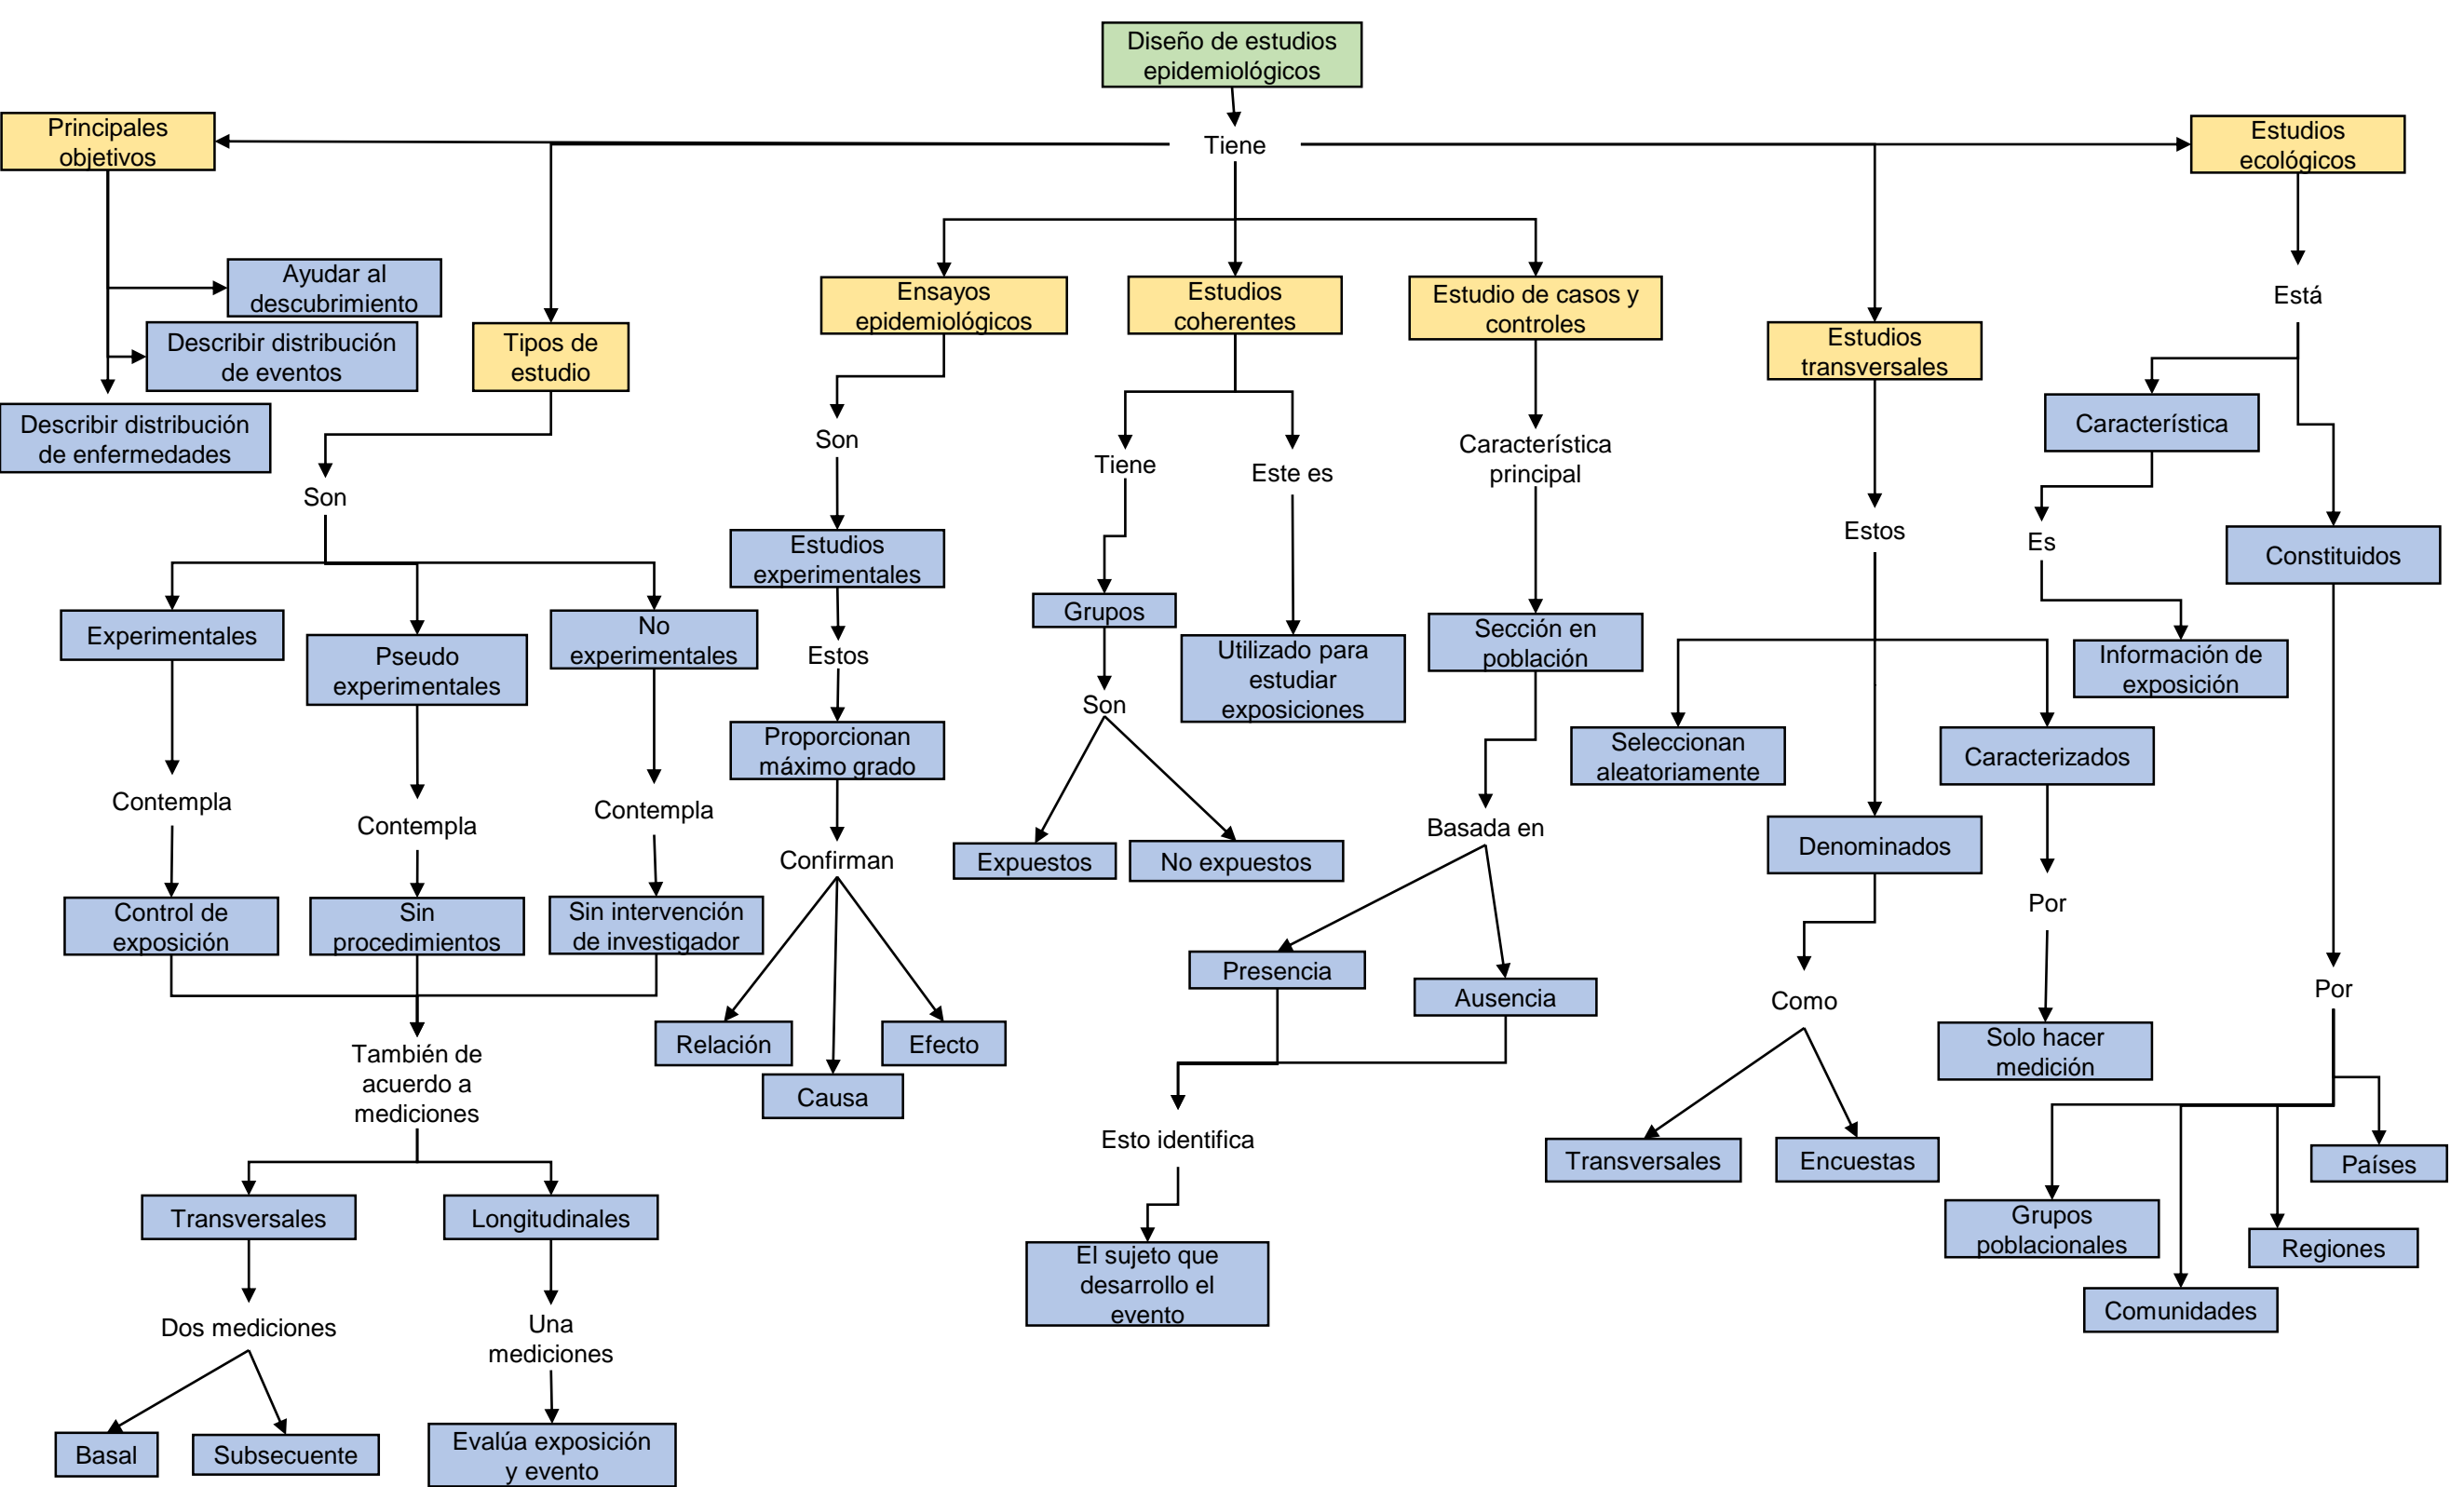 Diseño de estudios
epidemiológicos
Tiene
Principales
objetivos
Ayudar al
descubrimiento
Describir distribución
de eventos
Describir distribución
de enfermedades
Tipos de
estudio
Son
Experimentales
Pseudo
experimentales
No
experimentales
Contempla
Contempla
Contempla
Control de
exposición
Sin
procedimientos
Sin intervención
de investigador
También de
acuerdo a
mediciones
Transversales
Longitudinales
Dos mediciones
Una
mediciones
Basal
Subsecuente
Evalúa exposición
y evento
Ensayos
epidemiológicos
Son
Estudios
experimentales
Estos
Proporcionan
máximo grado
Confirman
Relación
Causa
Efecto
Estudios
coherentes
Tiene
Este es
Grupos
Utilizado para
estudiar
exposiciones
Son
Expuestos
No expuestos
Estudio de casos y
controles
Característica
principal
Sección en
población
Basada en
Presencia
Ausencia
Esto identifica
El sujeto que
desarrollo el
evento
Estudios
transversales
Estos
Seleccionan
aleatoriamente
Denominados
Caracterizados
Como
Por
Transversales
Encuestas
Solo hacer
medición
Estudios
ecológicos
Está
Característica
Constituidos
Es
Información de
exposición
Por
Grupos
poblacionales
Comunidades
Regiones
Países